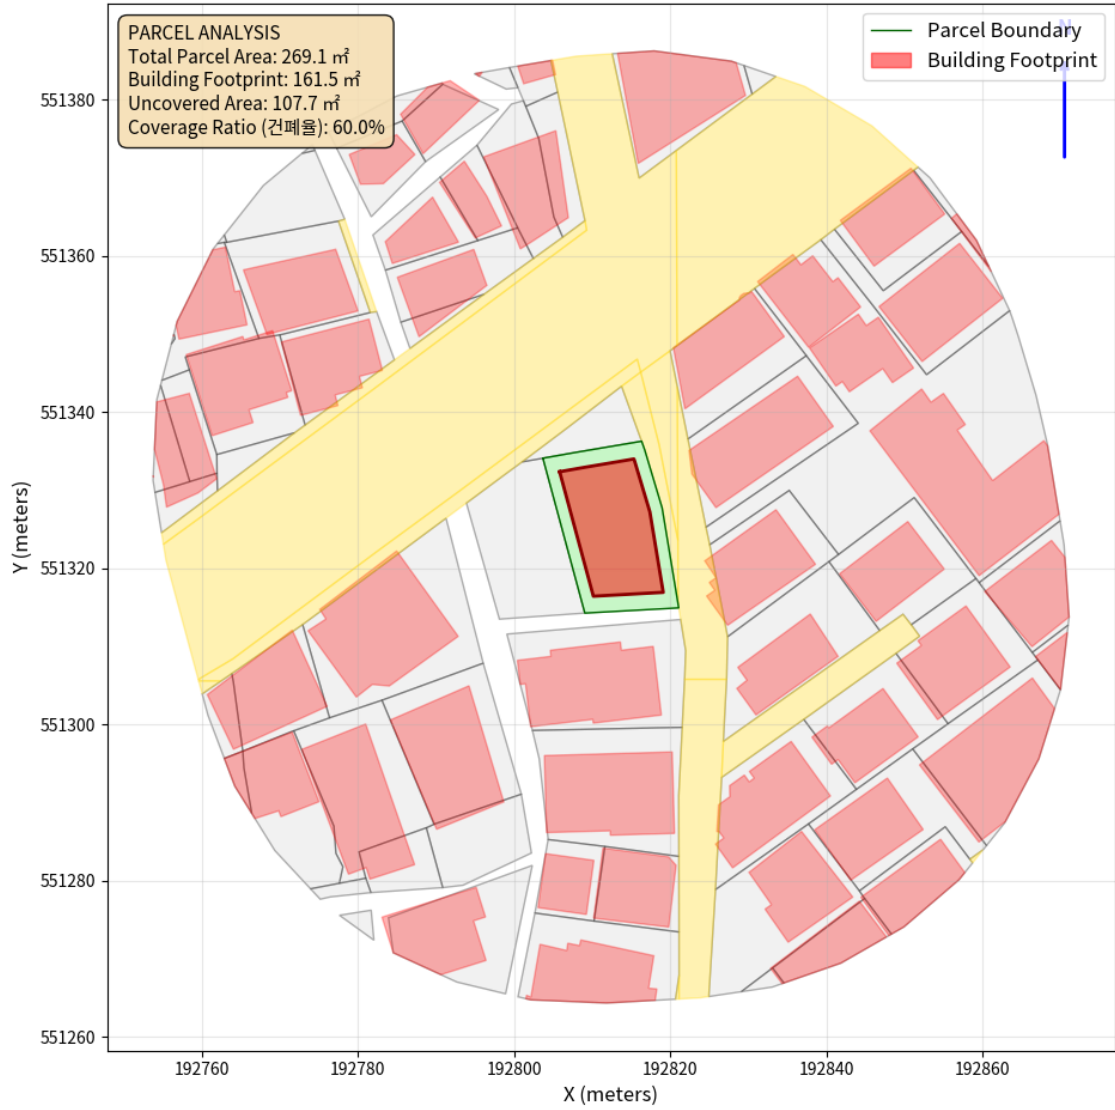 PARCEL ANALYSIS
Total Parcel Area: 269.1 ㎡
Building Footprint: 161.5 ㎡
Uncovered Area: 107.7 ㎡
Coverage Ratio (건폐율): 60.0%
Parcel Boundary
Building Footprint
N
551380
551360
551340
551320
551300
551280
551260
Y (meters)
192760
192780
192800
192820
192840
192860
X (meters)